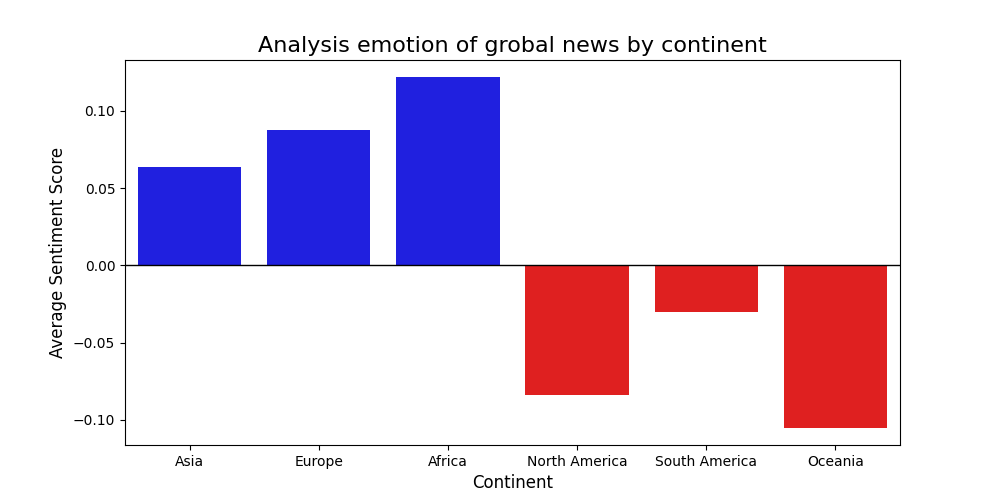 Analysis emotion of grobal news by continent
Average Sentiment Score
0.10
0.05
0.00
−0.05
−0.10
Asia
Europe
Africa
North America
South America
Oceania
Continent